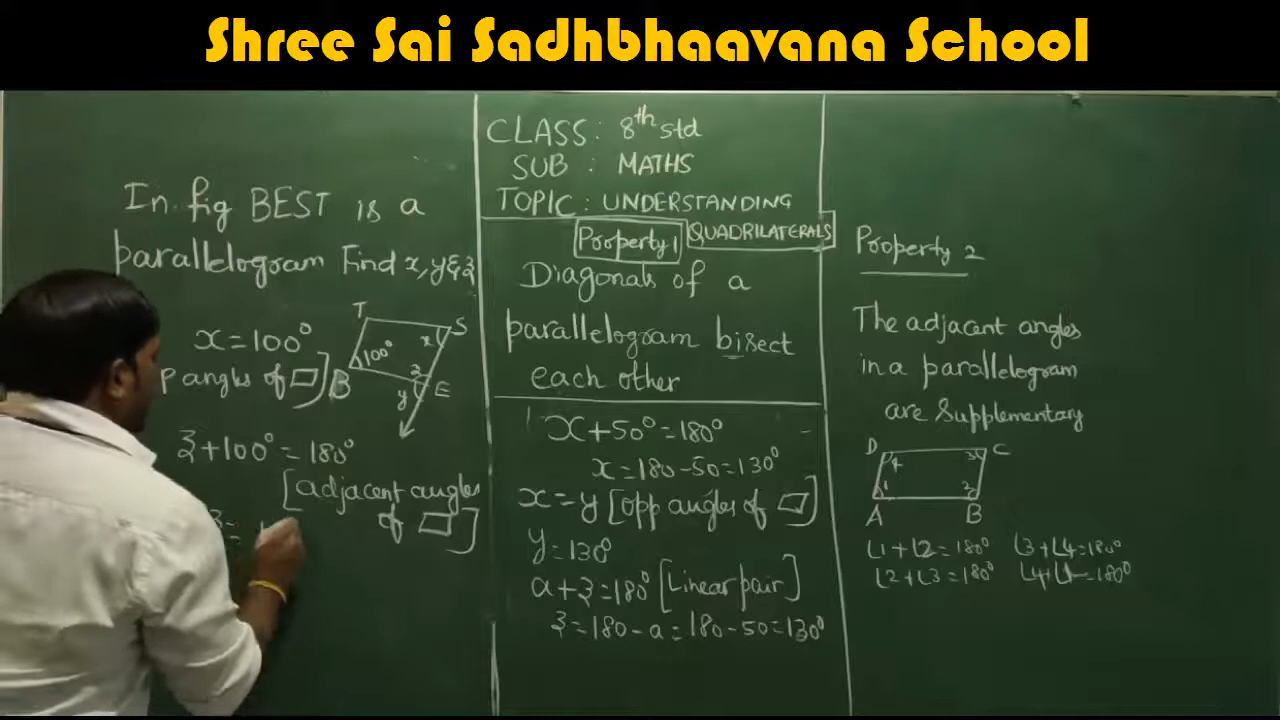 Shree Sai Sadhbhaavana School
In fig BEST is a
parallelogram Find x, y & z
x = 100°
p angles of ▱]
T
S
x
100°
z
B
E
y
z + 100° = 180°
[adjacent angles
of ▱]
z =
CLASS : 8th std
SUB : MATHS
TOPIC : UNDERSTANDING
QUADRILATERALS
Property 1
Diagonals of a
parallelogram bisect
each other
x + 50° = 180°
x = 180 - 50 = 130°
x = y [opp angles of ▱]
y = 130°
a + z = 180° [Linear pair]
z = 180 - a = 180 - 50 = 130°
Property 2
The adjacent angles
in a parallelogram
are Supplementary
D
C
4
3
1
2
A
B
∠1 + ∠2 = 180° ∠3 + ∠4 = 180°
∠2 + ∠3 = 180° ∠4 + ∠1 = 180°